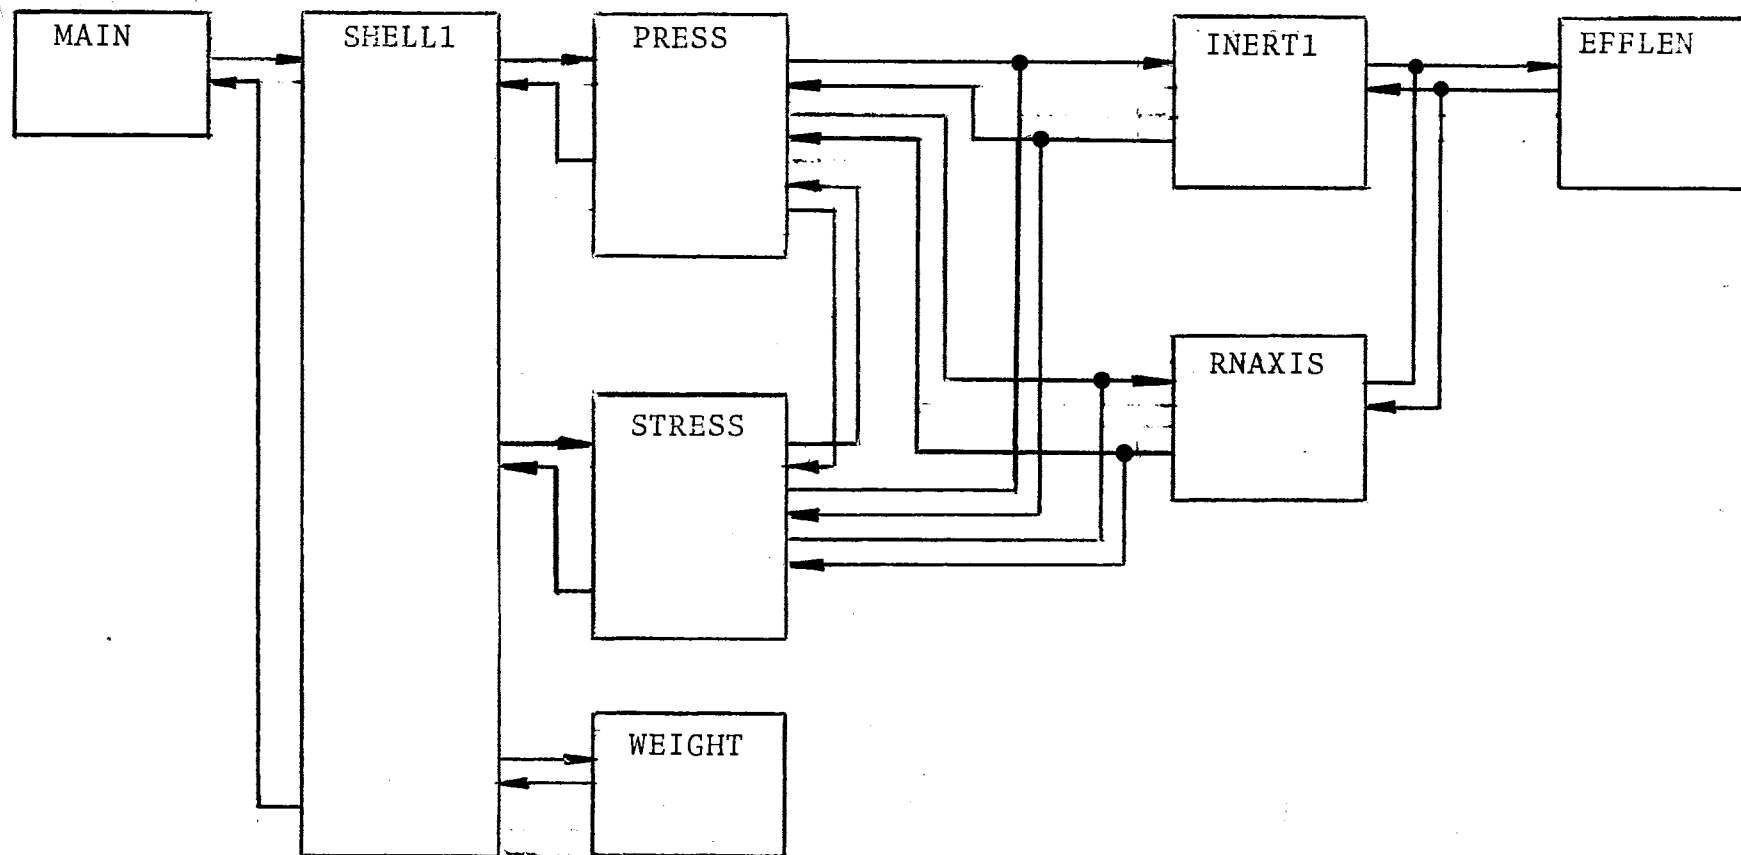 MAIN
SHELL1
PRESS
INERT1
EFFLEN
RNAXIS
STRESS
WEIGHT